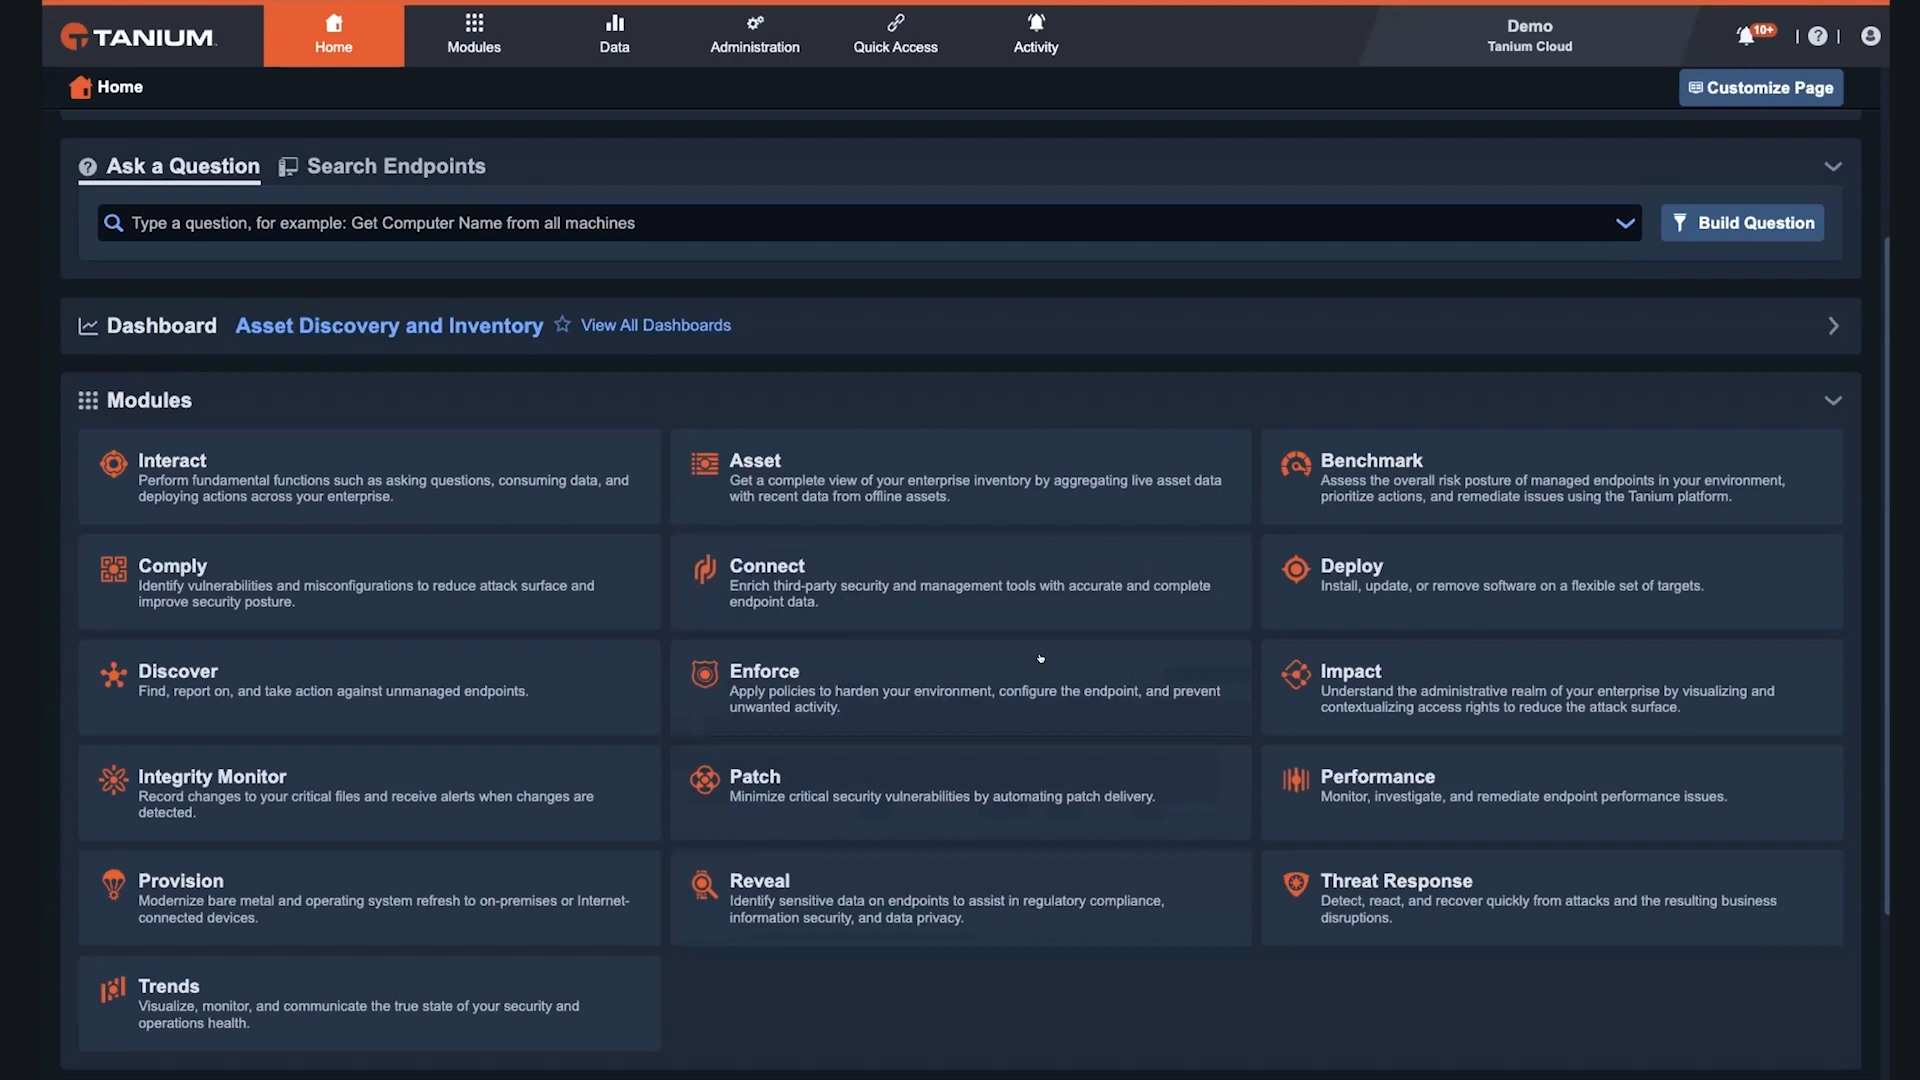 TANIUM
Home
Modules
Data
Administration
Quick Access
Activity
Demo
Tanium Cloud
10+
Home
Customize Page
Ask a Question
Search Endpoints
Type a question, for example: Get Computer Name from all machines
Build Question
Dashboard Asset Discovery and Inventory View All Dashboards
Modules
Interact
Perform fundamental functions such as asking questions, consuming data, and
deploying actions across your enterprise.
Asset
Get a complete view of your enterprise inventory by aggregating live asset data
with recent data from offline assets.
Benchmark
Assess the overall risk posture of managed endpoints in your environment,
prioritize actions, and remediate issues using the Tanium platform.
Comply
Identify vulnerabilities and misconfigurations to reduce attack surface and
improve security posture.
Connect
Enrich third-party security and management tools with accurate and complete
endpoint data.
Deploy
Install, update, or remove software on a flexible set of targets.
Discover
Find, report on, and take action against unmanaged endpoints.
Enforce
Apply policies to harden your environment, configure the endpoint, and prevent
unwanted activity.
Impact
Understand the administrative realm of your enterprise by visualizing and
contextualizing access rights to reduce the attack surface.
Integrity Monitor
Record changes to your critical files and receive alerts when changes are
detected.
Patch
Minimize critical security vulnerabilities by automating patch delivery.
Performance
Monitor, investigate, and remediate endpoint performance issues.
Provision
Modernize bare metal and operating system refresh to on-premises or Internet-
connected devices.
Reveal
Identify sensitive data on endpoints to assist in regulatory compliance,
information security, and data privacy.
Threat Response
Detect, react, and recover quickly from attacks and the resulting business
disruptions.
Trends
Visualize, monitor, and communicate the true state of your security and
operations health.